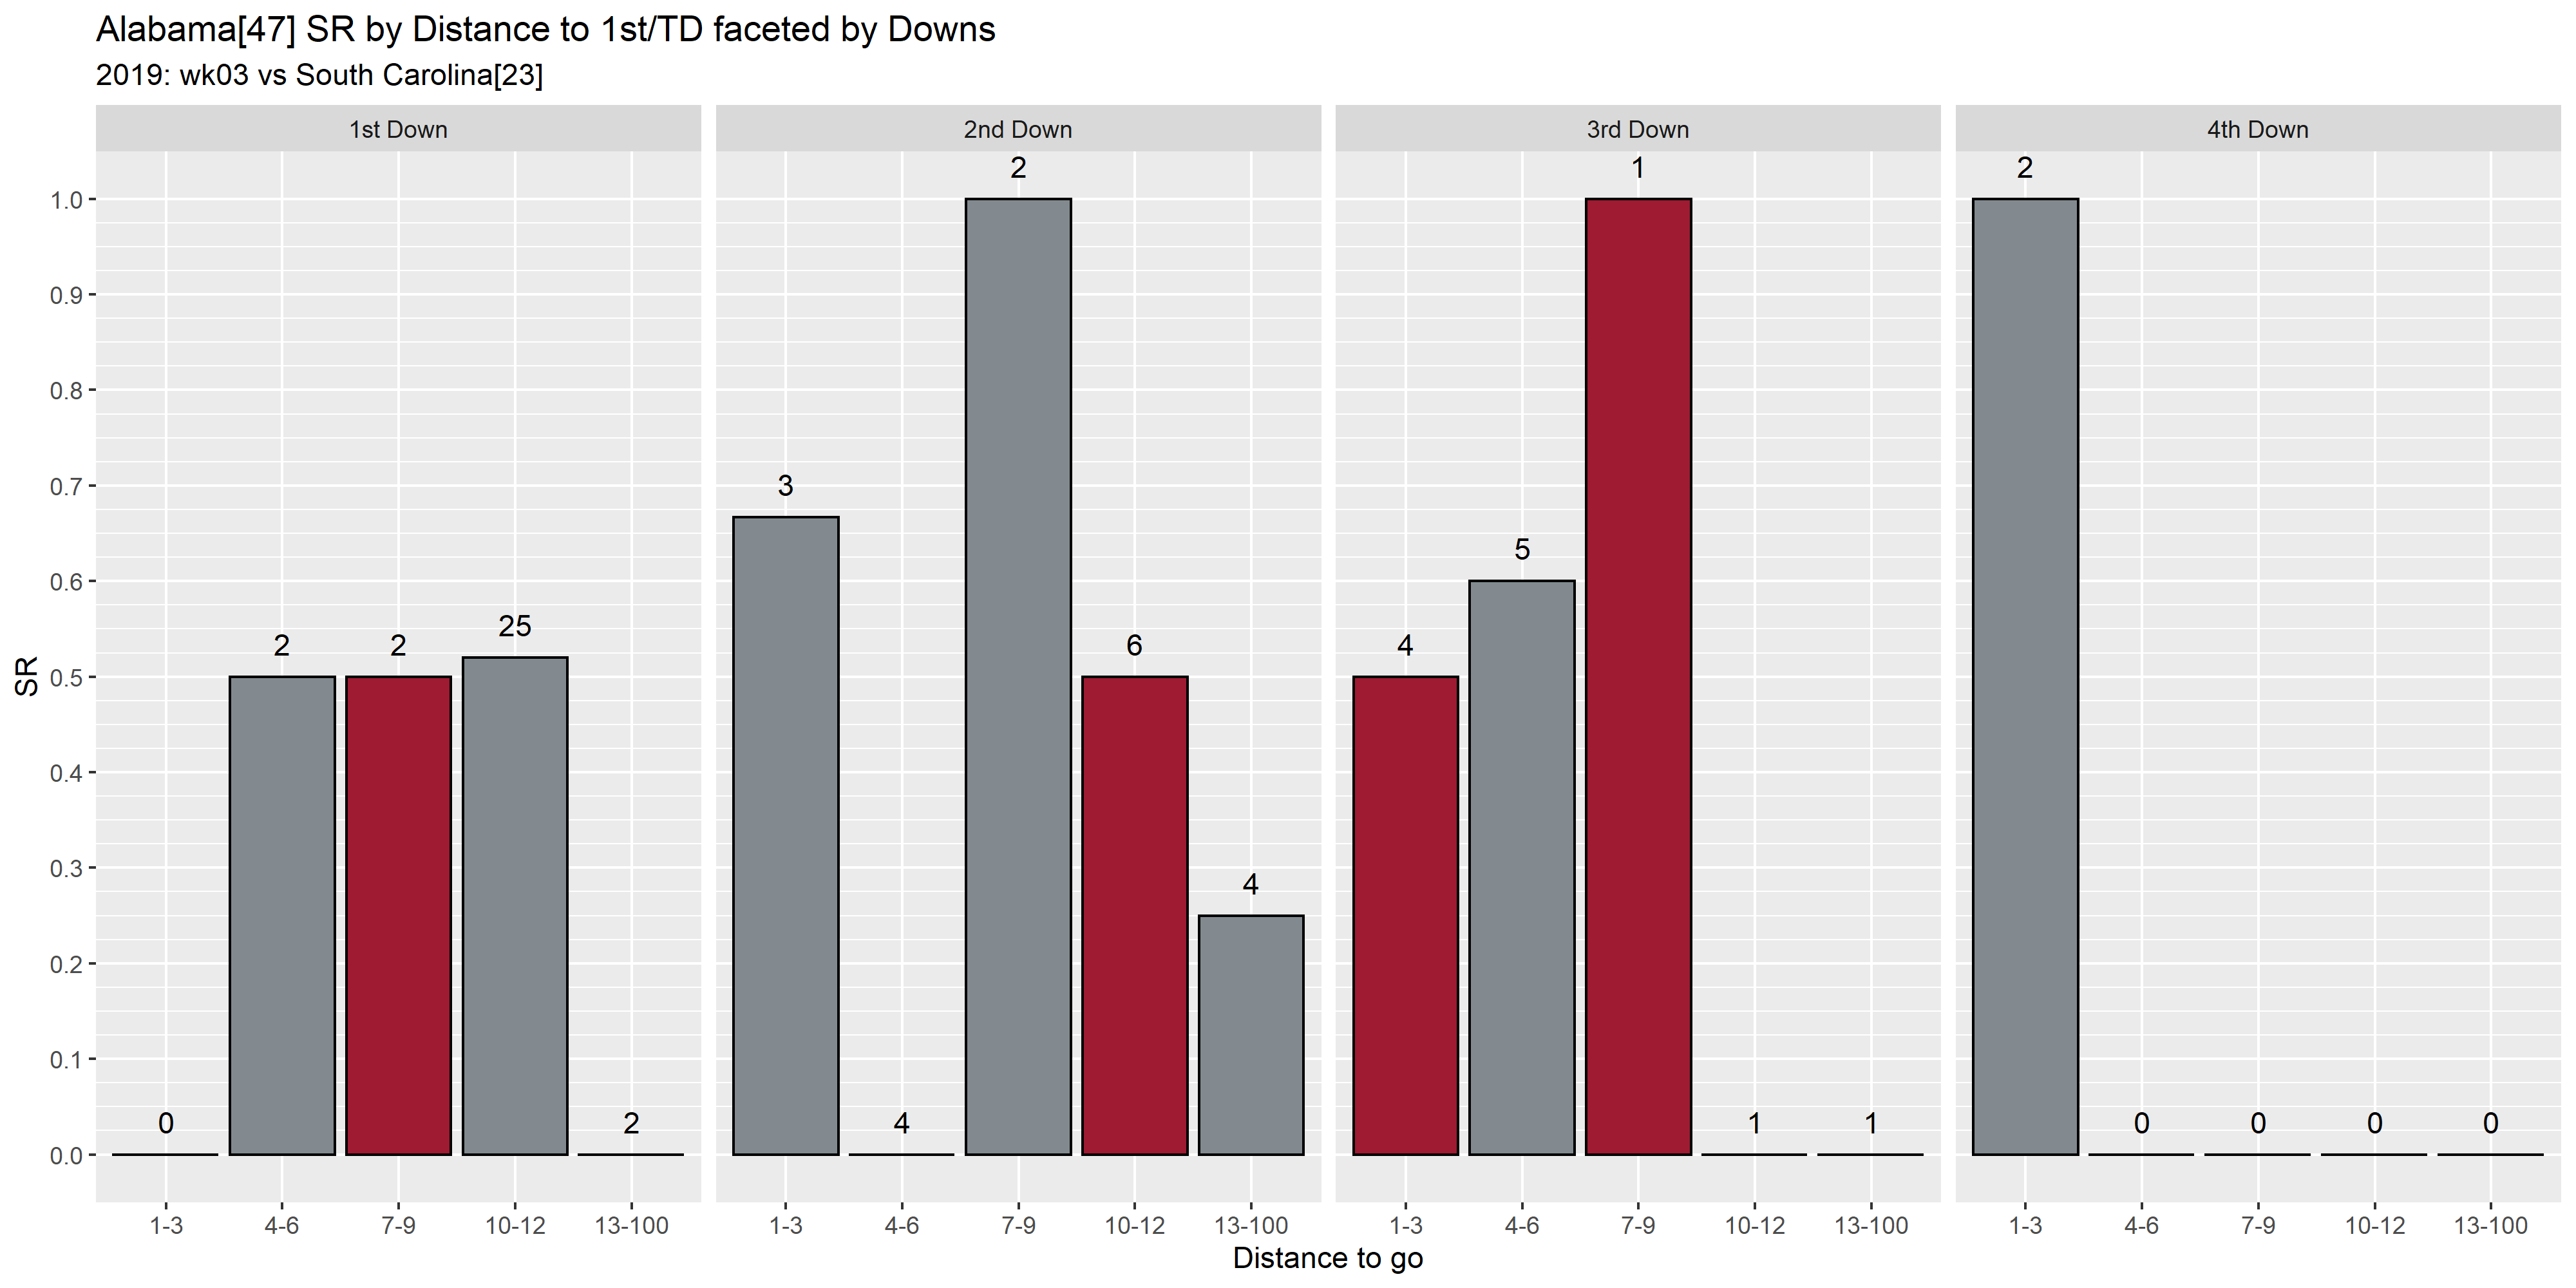 Alabama[47] SR by Distance to 1st/TD faceted by Downs
2019: wk03 vs South Carolina[23]
1st Down
2nd Down
3rd Down
4th Down
SR
1.0
0.9
0.8
0.7
0.6
0.5
0.4
0.3
0.2
0.1
0.0
0 2 2 25 2
3 4 2 6 4
4 5 1 1 1
2 0 0 0 0
1-3 4-6 7-9 10-12 13-100
1-3 4-6 7-9 10-12 13-100
1-3 4-6 7-9 10-12 13-100
1-3 4-6 7-9 10-12 13-100
Distance to go